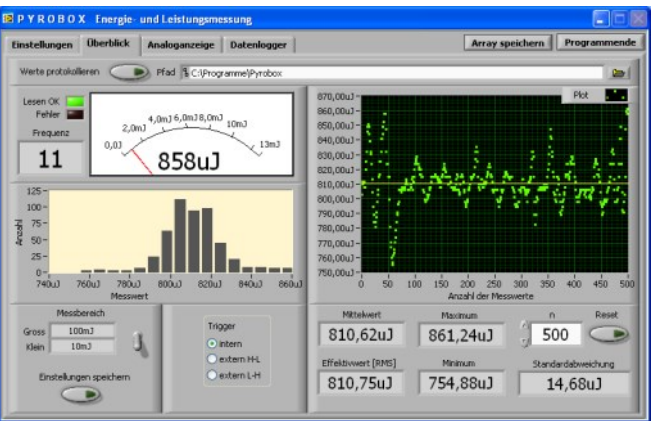 PYROBOX Energie- und Leistungsmessung
Einstellungen Überblick Analoganzeige Datenlogger Array speichern Programmende
Werte protokollieren Pfad C:\Programme\Pyrobox
Lesen OK
Fehler
Frequenz
11
0,0J 2,0mJ 4,0mJ 6,0mJ 8,0mJ 10mJ 13mJ
858uJ
Anzahl
125
100
75
50
25
0
740uJ 760uJ 780uJ 800uJ 820uJ 840uJ 860uJ
Messwert
Plot
870,00uJ
860,00uJ
850,00uJ
840,00uJ
830,00uJ
820,00uJ
810,00uJ
800,00uJ
790,00uJ
780,00uJ
770,00uJ
760,00uJ
750,00uJ
0 50 100 150 200 250 300 350 400 450 500
Anzahl der Messwerte
Messbereich
Gross 100mJ
Klein 10mJ
Einstellungen speichern
Trigger
intern
extern H-L
extern L-H
Mittelwert Maximum n Reset
810,62uJ 861,24uJ 500
Effektivwert [RMS] Minimum Standardabweichung
810,75uJ 754,88uJ 14,68uJ